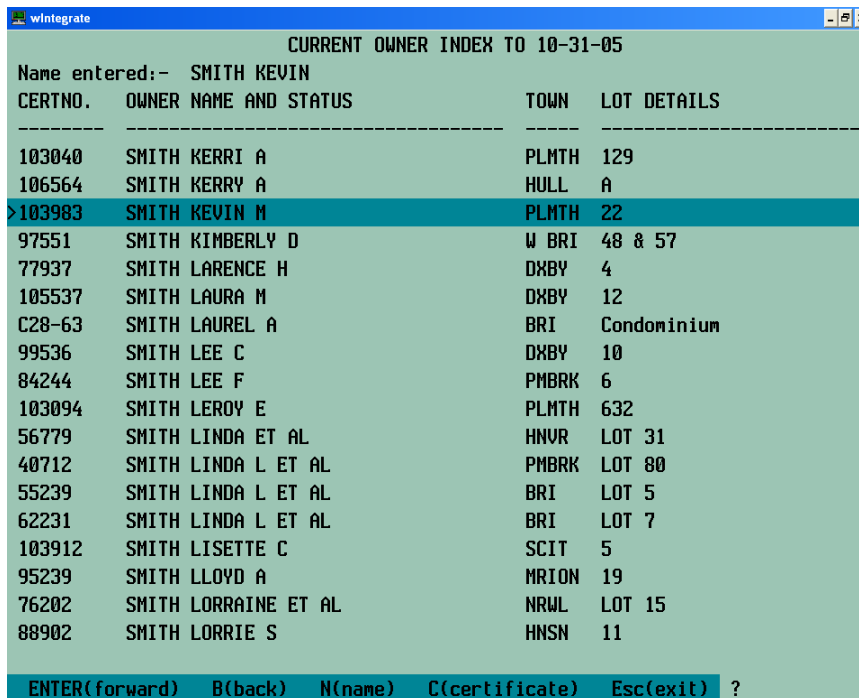 wIntegrate
CURRENT OWNER INDEX TO 10-31-05
Name entered:- SMITH KEVIN
CERTNO. OWNER NAME AND STATUS TOWN LOT DETAILS
-------- ----------------------------------- ----- ------------------------
103040 SMITH KERRI A PLMTH 129
106564 SMITH KERRY A HULL A
>103983 SMITH KEVIN M PLMTH 22
97551 SMITH KIMBERLY D W BRI 48 & 57
77937 SMITH LARENCE H DXBY 4
105537 SMITH LAURA M DXBY 12
C28-63 SMITH LAUREL A BRI Condominium
99536 SMITH LEE C DXBY 10
84244 SMITH LEE F PMBRK 6
103094 SMITH LEROY E PLMTH 632
56779 SMITH LINDA ET AL HNVR LOT 31
40712 SMITH LINDA L ET AL PMBRK LOT 80
55239 SMITH LINDA L ET AL BRI LOT 5
62231 SMITH LINDA L ET AL BRI LOT 7
103912 SMITH LISETTE C SCIT 5
95239 SMITH LLOYD A MRION 19
76202 SMITH LORRAINE ET AL NRWL LOT 15
88902 SMITH LORRIE S HNSN 11
ENTER(forward) B(back) N(name) C(certificate) Esc(exit) ?